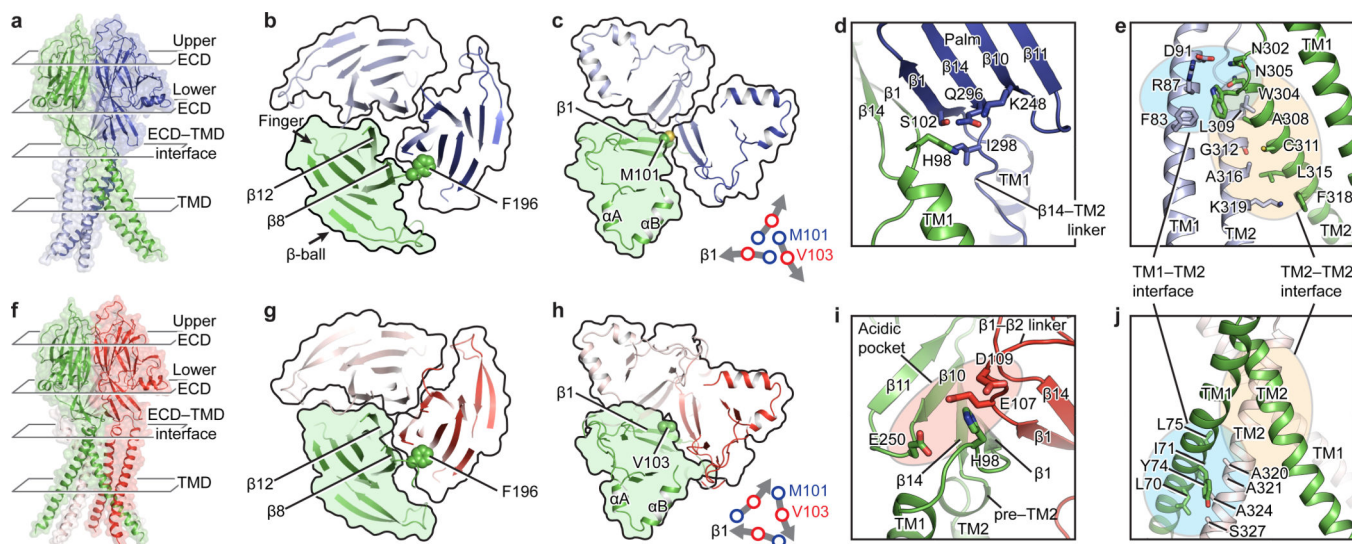 a
Upper
ECD
Lower
ECD
ECD–TMD
interface
TMD
b
Finger
β12
β8
β-ball
F196
c
β1
M101
αA
αB
M101
V103
β1
d
Palm
β14
β10
β11
β1
β1
β14
Q296
K248
S102
I298
H98
TM1
TM1
β14–TM2
linker
e
D91
N302
TM1
R87
N305
W304
F83
L309
A308
G312
C311
A316
L315
K319
F318
TM1
TM2
TM2
TM1–TM2
interface
TM2–TM2
interface
f
Upper
ECD
Lower
ECD
ECD–TMD
interface
TMD
g
β12
β8
F196
h
β1
V103
αA
αB
M101
V103
β1
i
Acidic
pocket
β1–β2 linker
D109
β10
β11
β14
E107
E250
β1
H98
β14
β1
TM1
TM2
pre–TM2
j
TM1
TM2
L75
I71
TM2
Y74
TM1
L70
A320
A321
A324
S327